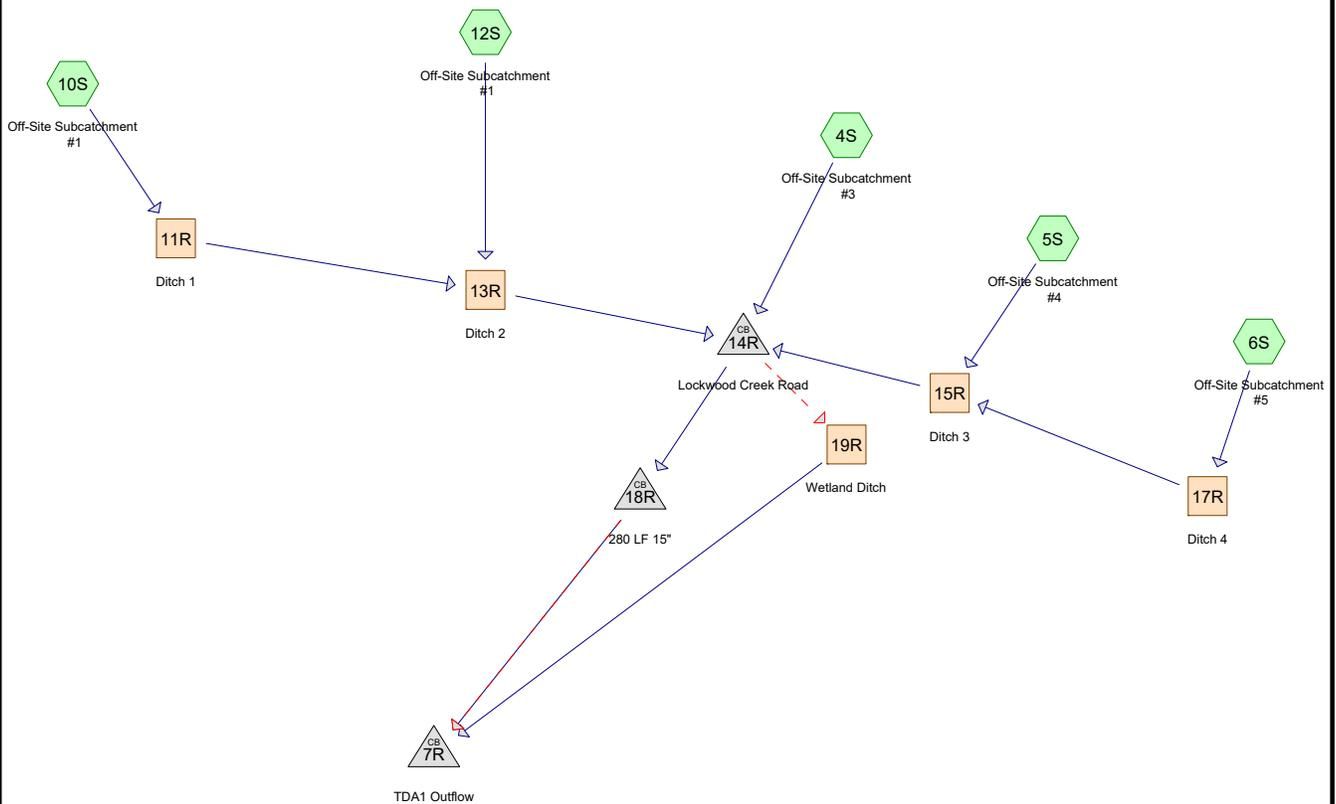 12S
Off-Site Subcatchment
#1
10S
Off-Site Subcatchment
#1
4S
Off-Site Subcatchment
#3
11R
Ditch 1
5S
Off-Site Subcatchment
#4
13R
Ditch 2
CB
14R
Lockwood Creek Road
6S
Off-Site Subcatchment
#5
15R
Ditch 3
19R
Wetland Ditch
CB
18R
280 LF 15"
17R
Ditch 4
CB
7R
TDA1 Outflow